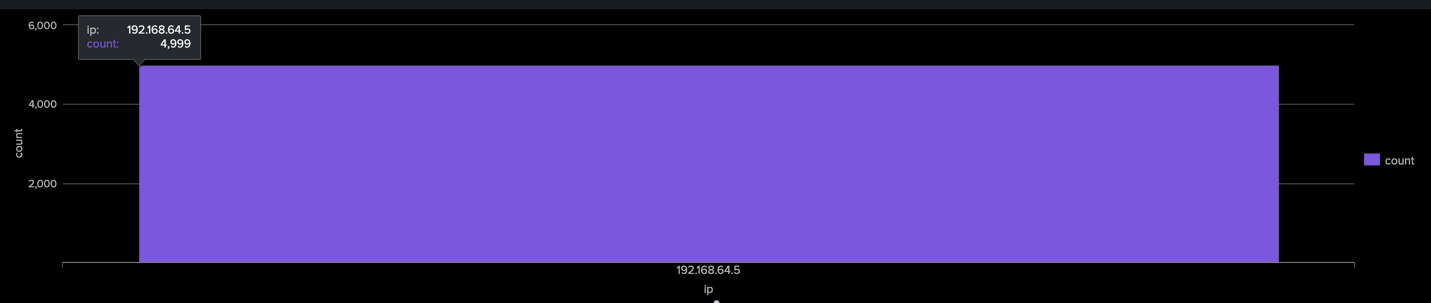 6,000
ip: 192.168.64.5
count: 4,999
4,000
count
2,000
count
192.168.64.5
ip